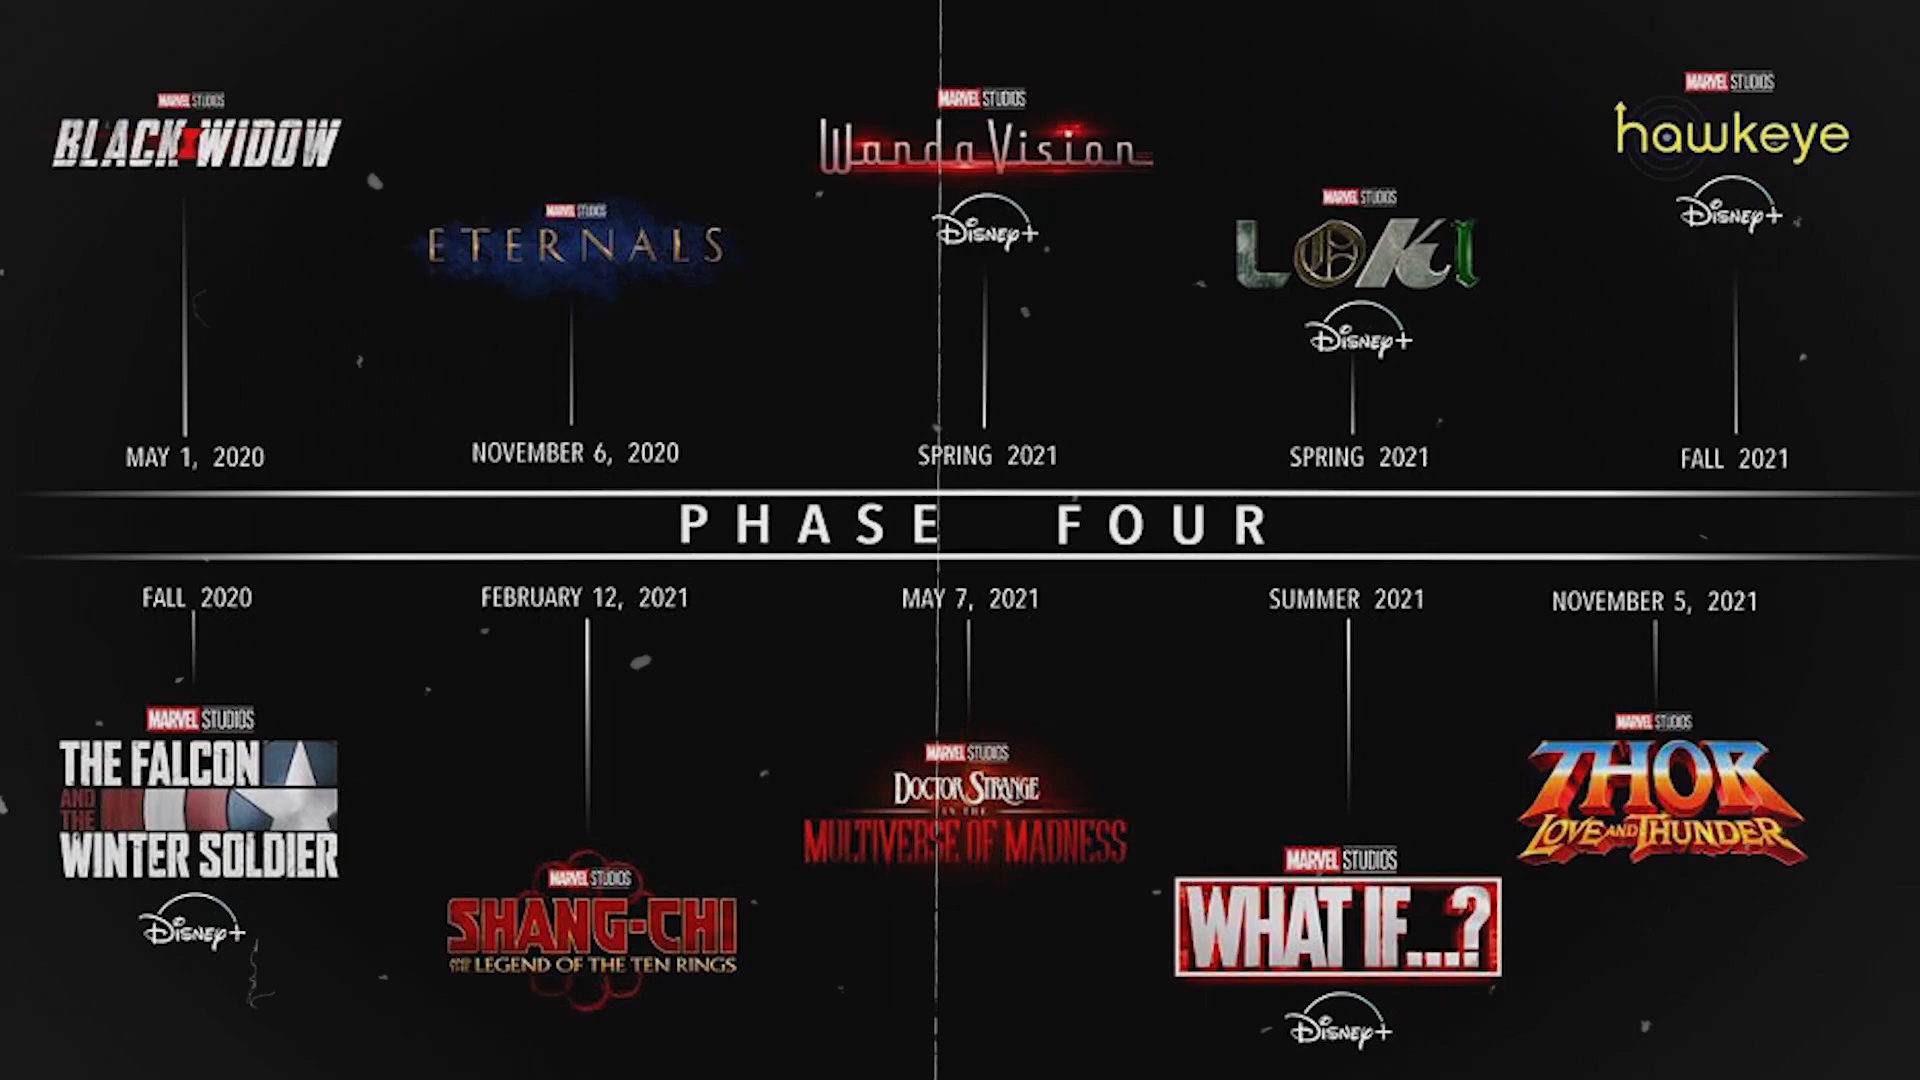 MARVEL STUDIOS
BLACK WIDOW
MAY 1, 2020
MARVEL STUDIOS
ETERNALS
NOVEMBER 6, 2020
MARVEL STUDIOS
WandaVision
Disney+
SPRING 2021
MARVEL STUDIOS
LOKI
Disney+
SPRING 2021
MARVEL STUDIOS
hawkeye
Disney+
FALL 2021
PHASE FOUR
FALL 2020
MARVEL STUDIOS
THE FALCON
AND
THE
WINTER SOLDIER
Disney+
FEBRUARY 12, 2021
MARVEL STUDIOS
SHANG-CHI
AND THE LEGEND OF THE TEN RINGS
MAY 7, 2021
MARVEL STUDIOS
DOCTOR STRANGE
IN THE
MULTIVERSE OF MADNESS
SUMMER 2021
MARVEL STUDIOS
WHAT IF...?
Disney+
NOVEMBER 5, 2021
MARVEL STUDIOS
THOR
LOVE AND THUNDER